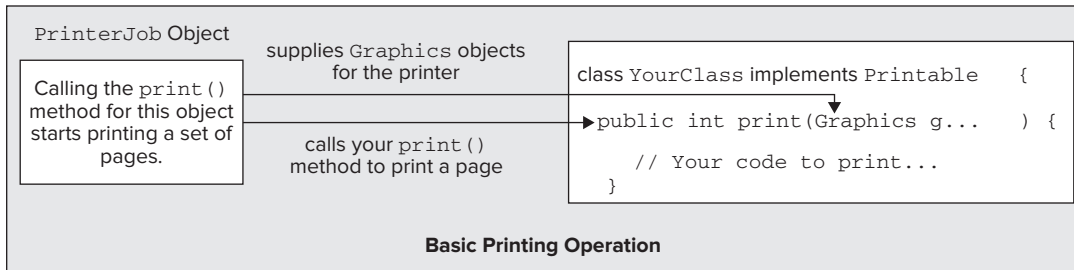 PrinterJob Object
Calling the print()
method for this object
starts printing a set of
pages.
supplies Graphics objects
for the printer
calls your print()
method to print a page
class YourClass implements Printable {
public int print(Graphics g... ) {
// Your code to print...
}
Basic Printing Operation